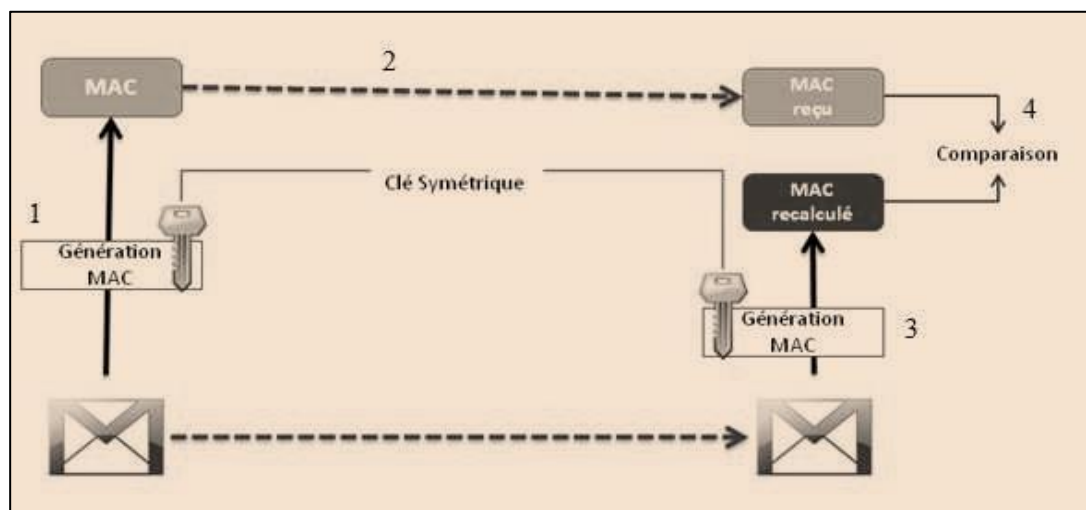 MAC
2
MAC
reçu
4
Comparaison
Clé Symétrique
MAC
recalculé
1
Génération
MAC
Génération
MAC
3